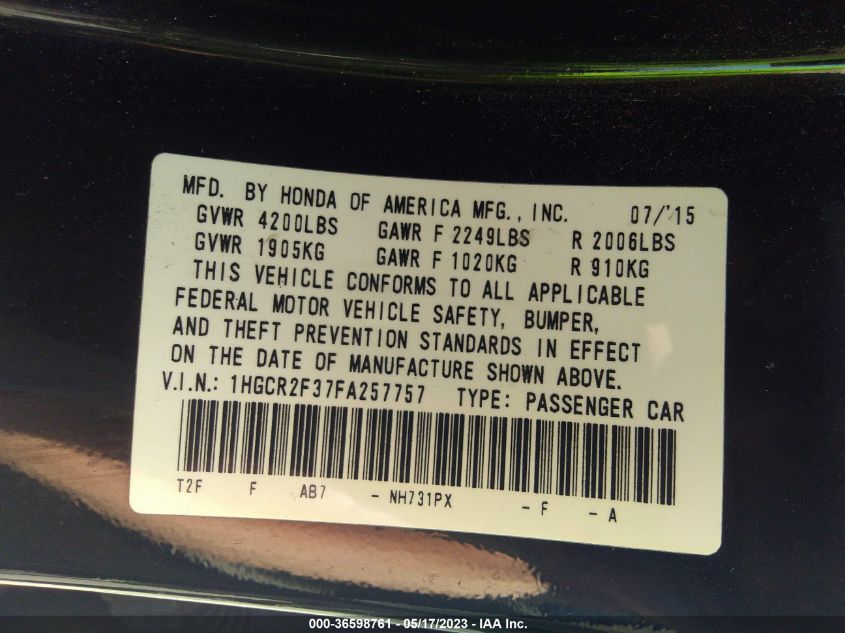 MFD. BY HONDA OF AMERICA MFG., INC. 07/'15
GVWR 4200LBS GAWR F 2249LBS R 2006LBS
GVWR 1905KG GAWR F 1020KG R 910KG
THIS VEHICLE CONFORMS TO ALL APPLICABLE
FEDERAL MOTOR VEHICLE SAFETY, BUMPER,
AND THEFT PREVENTION STANDARDS IN EFFECT
ON THE DATE OF MANUFACTURE SHOWN ABOVE.
V.I.N.: 1HGCR2F37FA257757 TYPE: PASSENGER CAR
T2F F AB7 - NH731PX - F - A
000-36598761 - 05/17/2023 - IAA Inc.